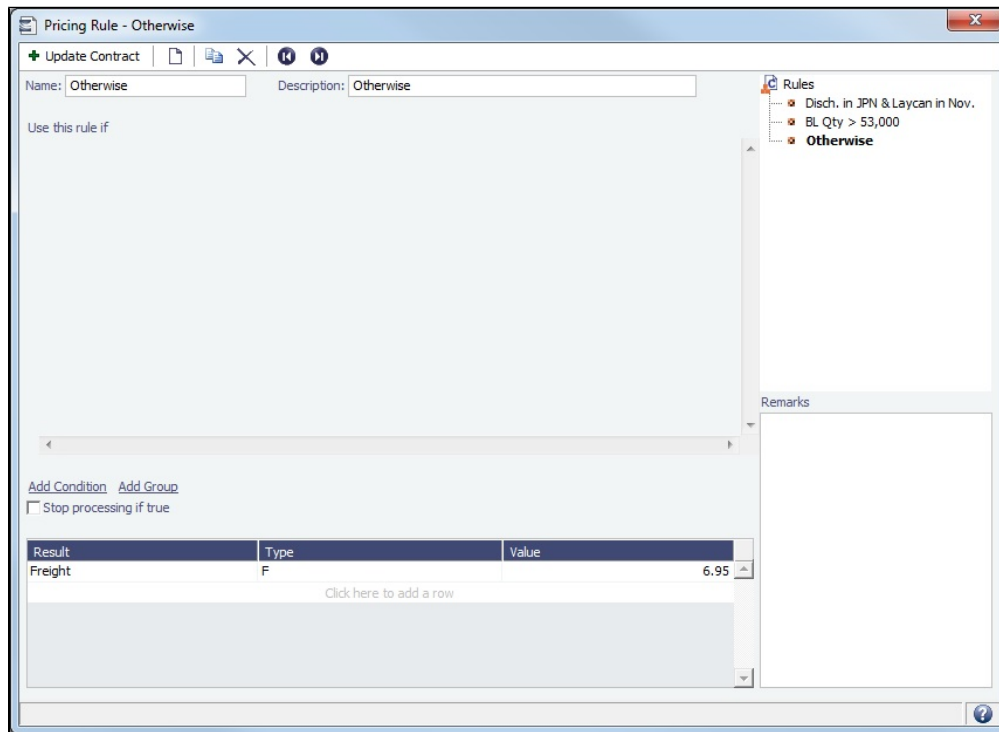 Pricing Rule - Otherwise
Update Contract
Name: Otherwise Description: Otherwise
Use this rule if
Rules
Disch. in JPN & Laycan in Nov.
BL Qty > 53,000
Otherwise
Remarks
Add Condition Add Group
Stop processing if true
Result Type Value
Freight F 6.95
Click here to add a row